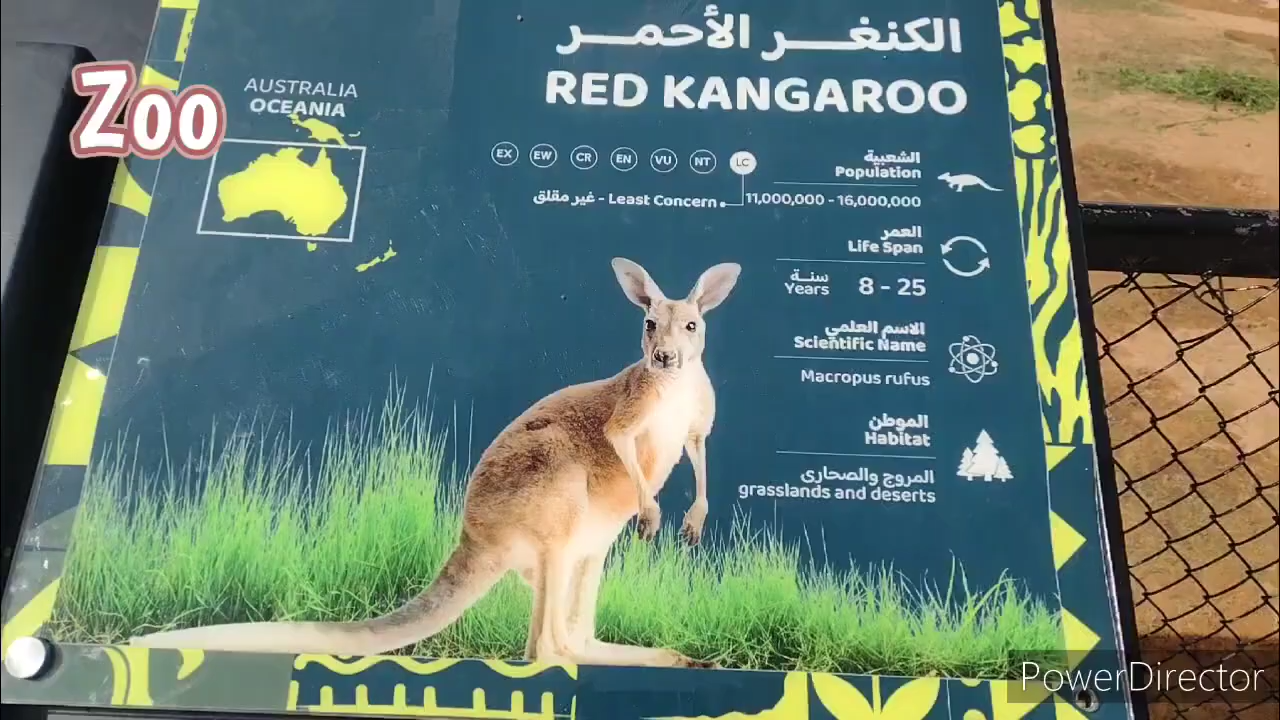 Zoo
AUSTRALIA
OCEANIA
الكنغر الأحمر
RED KANGAROO
EX EW CR EN VU NT LC
غير مقلق - Least Concern
الشعبية
Population
11,000,000 - 16,000,000
العمر
Life Span
8 - 25
سنة
Years
الاسم العلمي
Scientific Name
Macropus rufus
الموطن
Habitat
المروج والصحارى
grasslands and deserts
PowerDirector